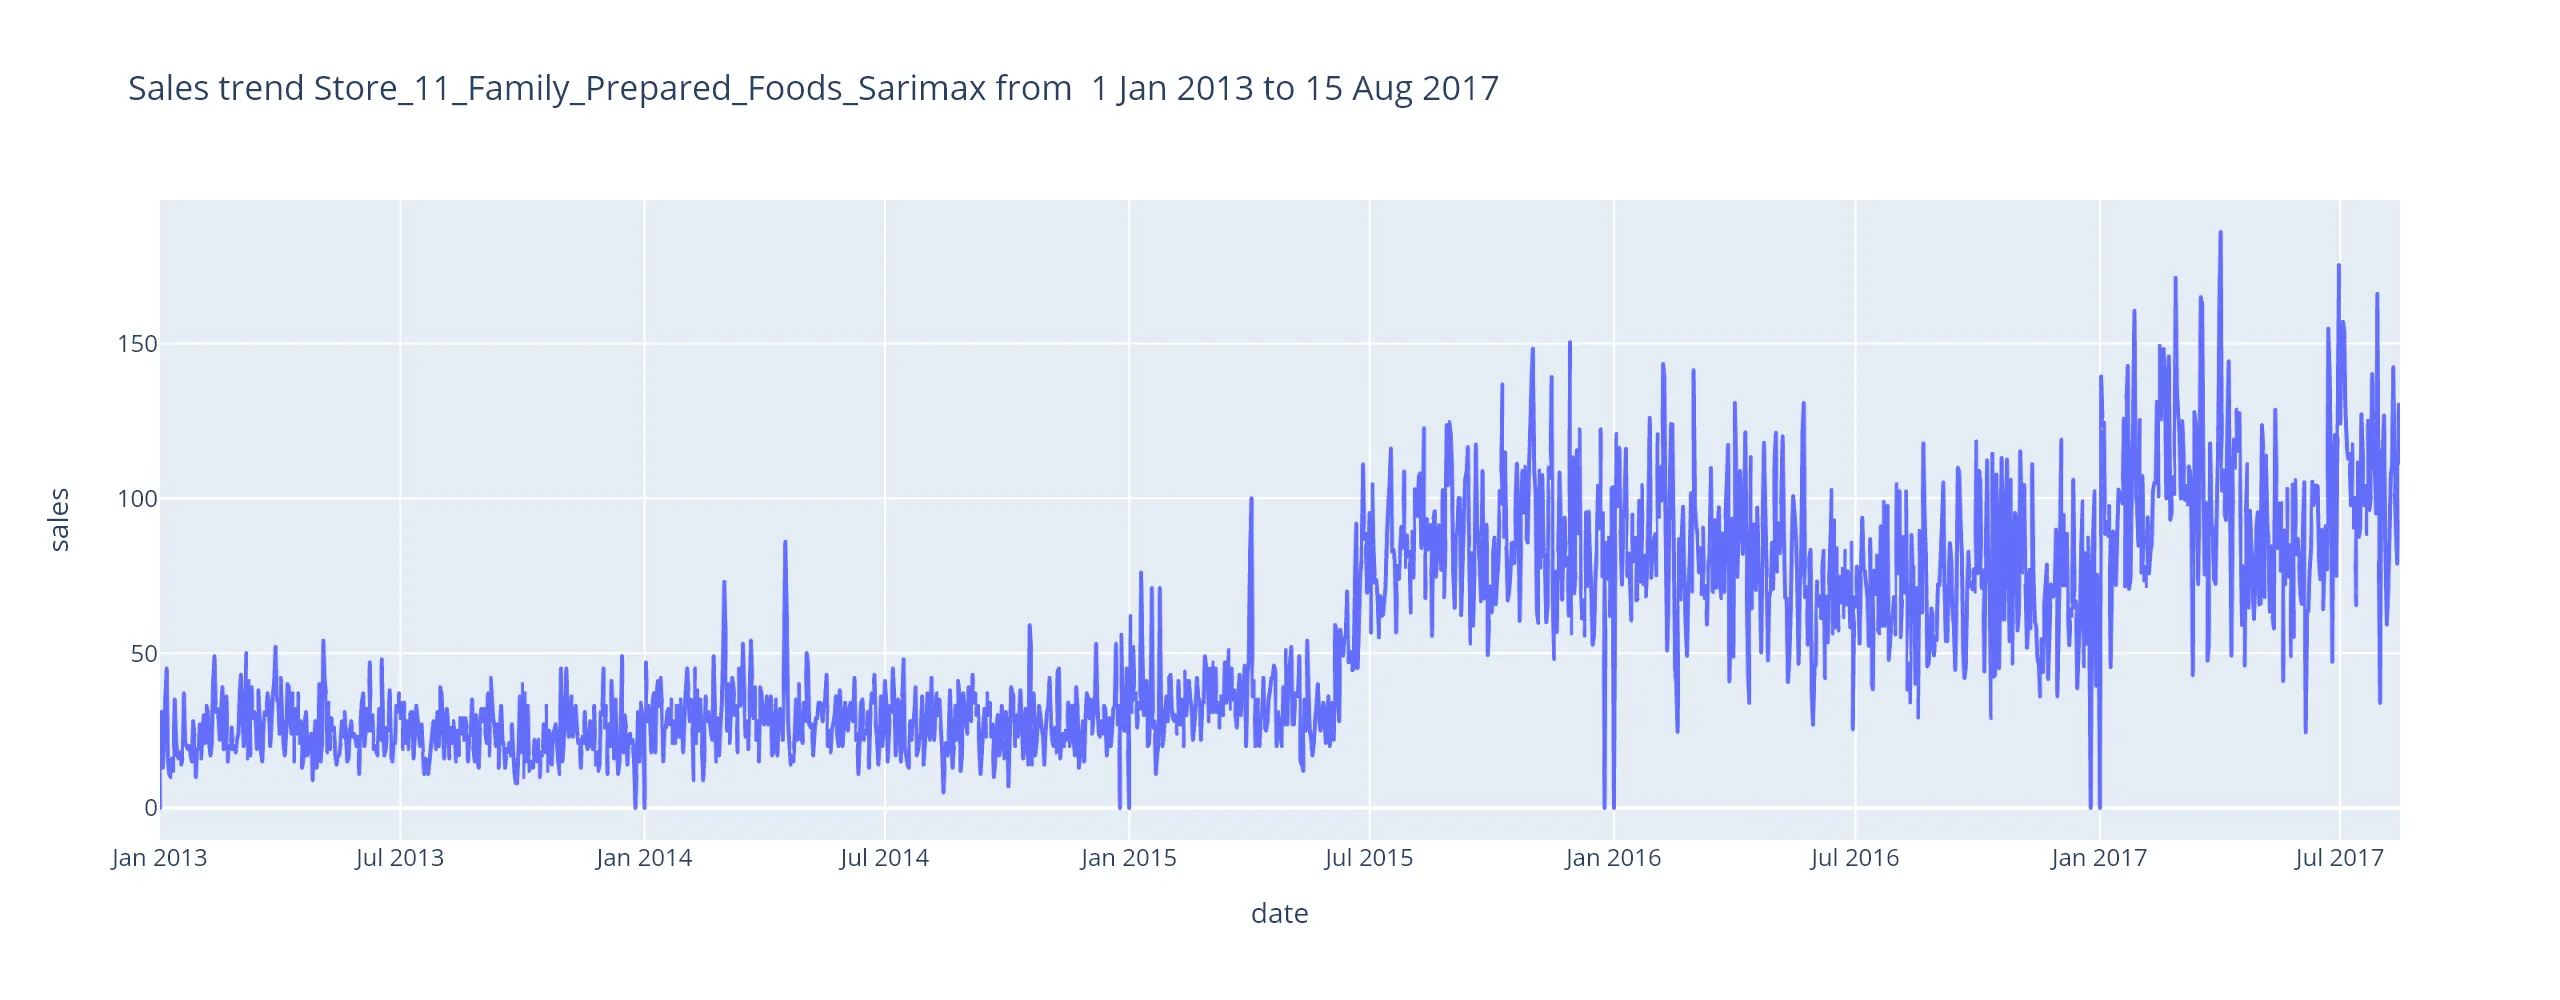 Sales trend Store_11_Family_Prepared_Foods_Sarimax from  1 Jan 2013 to 15 Aug 2017
150
100
50
0
sales
Jan 2013 Jul 2013 Jan 2014 Jul 2014 Jan 2015 Jul 2015 Jan 2016 Jul 2016 Jan 2017 Jul 2017
date